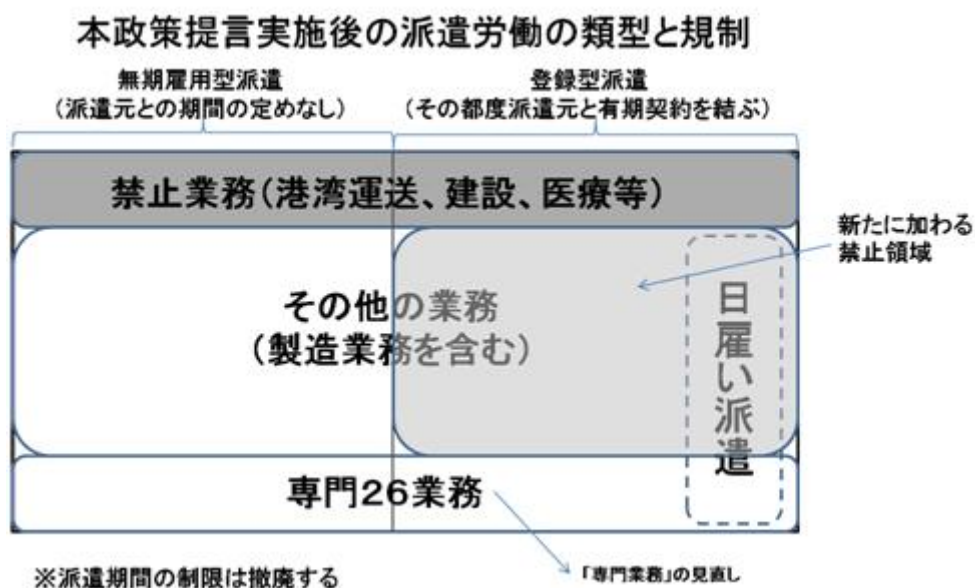 本政策提言実施後の派遣労働の類型と規制
無期雇用型派遣
(派遣元との期間の定めなし)
登録型派遣
(その都度派遣元と有期契約を結ぶ)
禁止業務(港湾運送、建設、医療等)
新たに加わる
禁止領域
その他の業務
(製造業務を含む)
日雇い派遣
専門26業務
※派遣期間の制限は撤廃する
「専門業務」の見直し